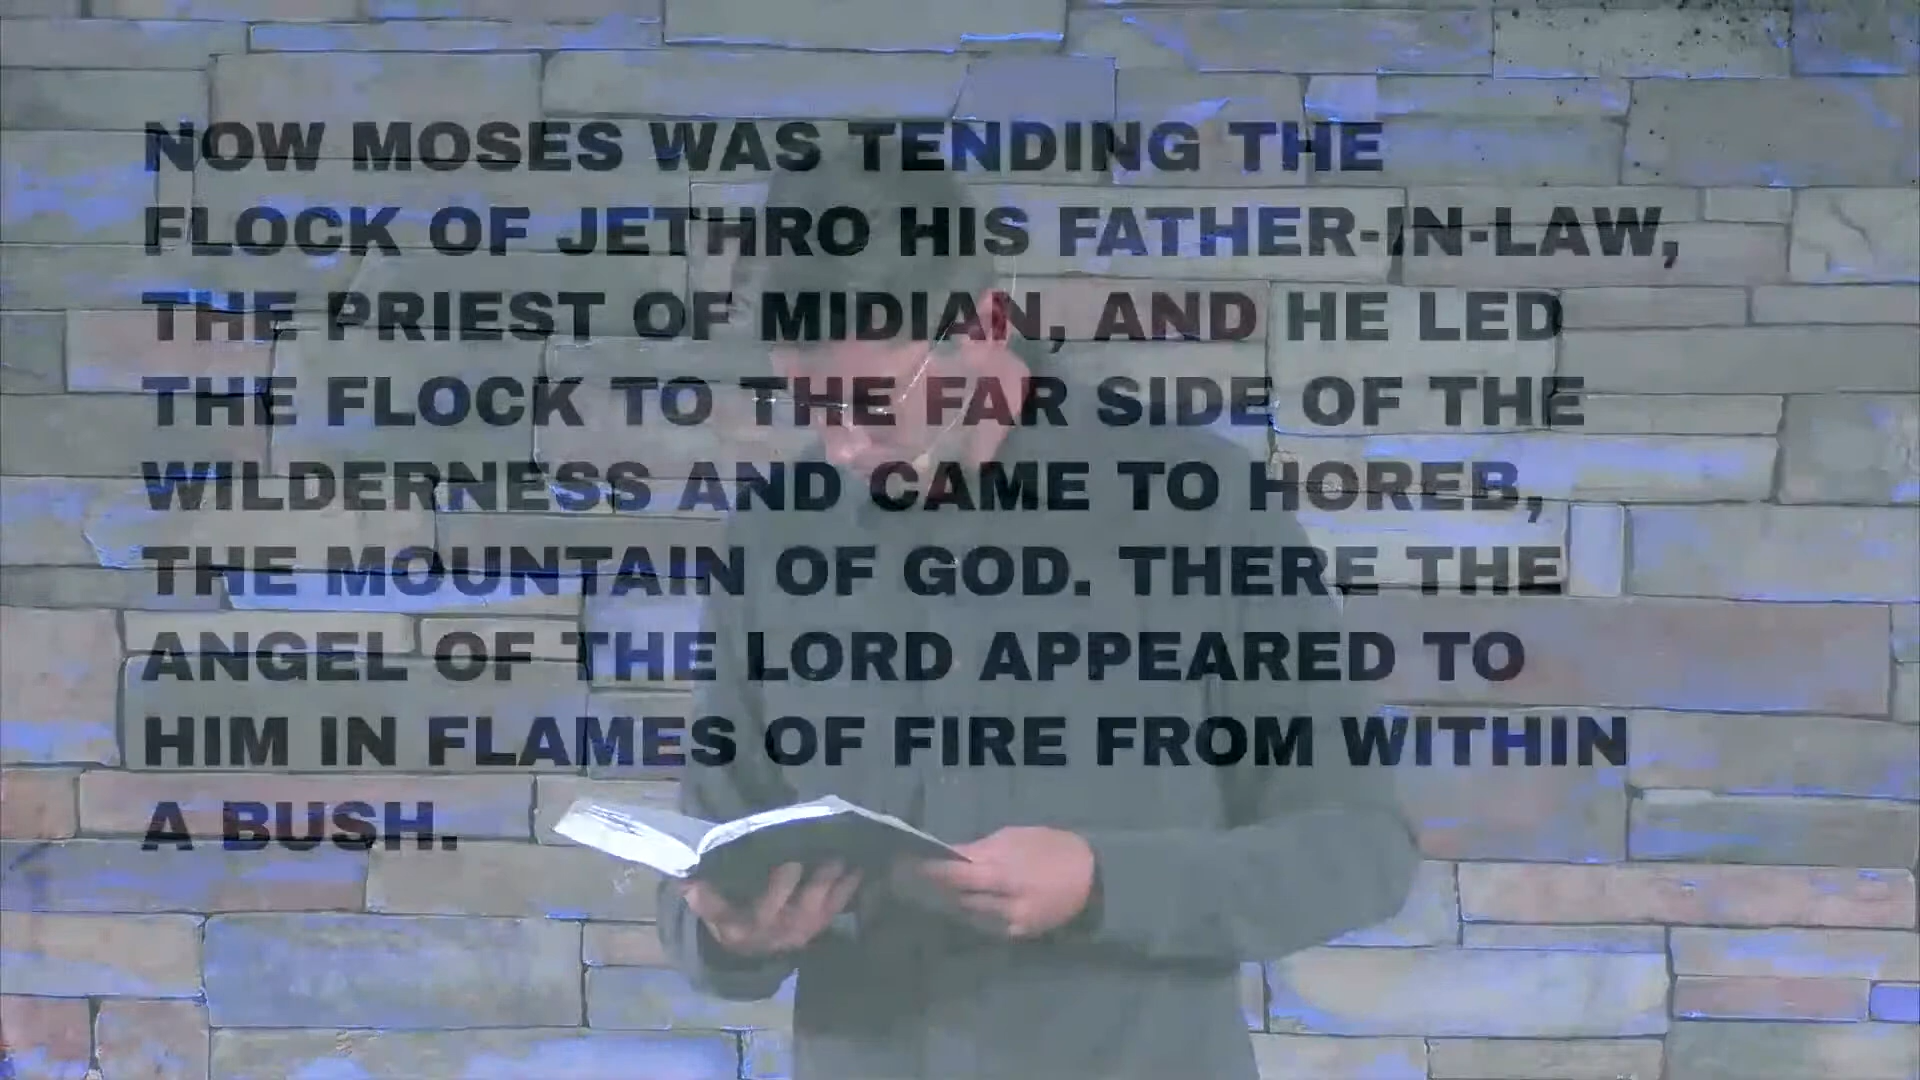 NOW MOSES WAS TENDING THE
FLOCK OF JETHRO HIS FATHER-IN-LAW,
THE PRIEST OF MIDIAN, AND HE LED
THE FLOCK TO THE FAR SIDE OF THE
WILDERNESS AND CAME TO HOREB,
THE MOUNTAIN OF GOD. THERE THE
ANGEL OF THE LORD APPEARED TO
HIM IN FLAMES OF FIRE FROM WITHIN
A BUSH.